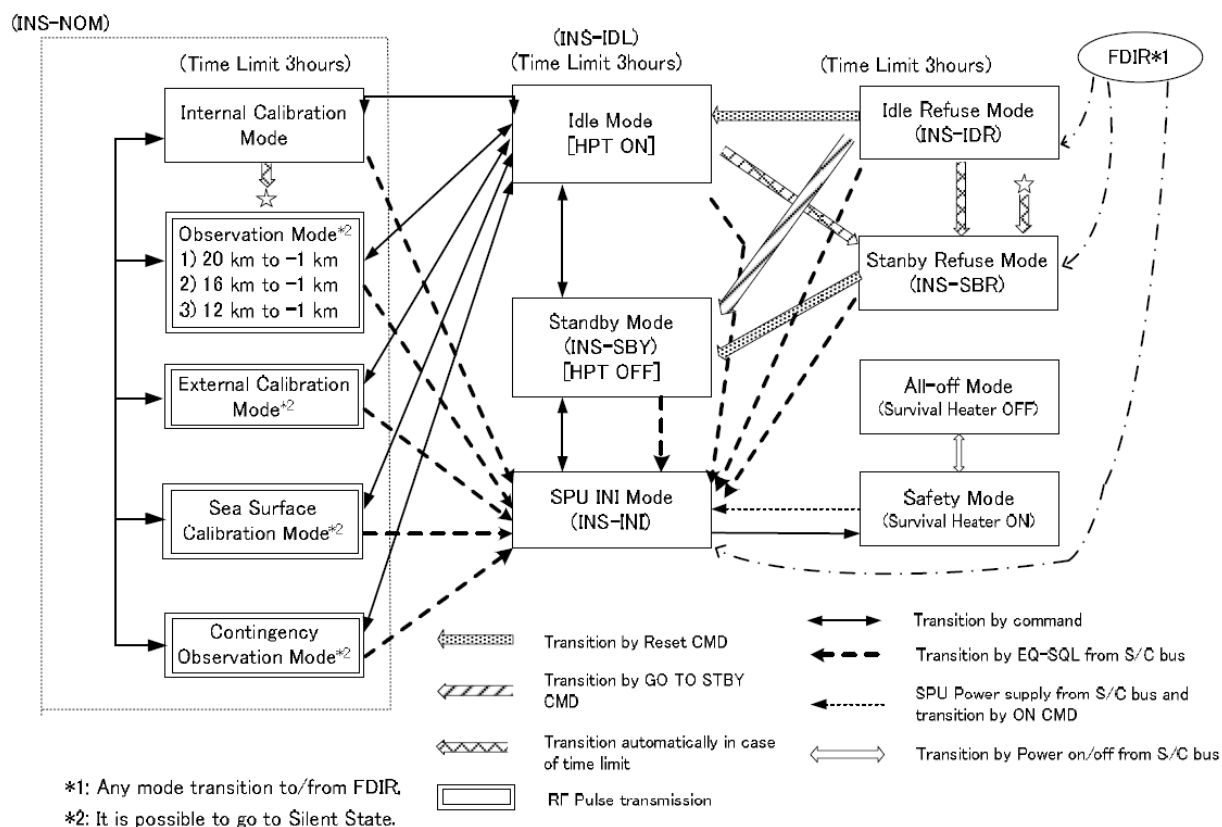 (INS-NOM)
(Time Limit 3hours)
Internal Calibration
Mode
☆
Observation Mode*2
1) 20 km to -1 km
2) 16 km to -1 km
3) 12 km to -1 km
External Calibration
Mode*2
Sea Surface
Calibration Mode*2
Contingency
Observation Mode*2
(INS-IDL)
(Time Limit 3hours)
Idle Mode
[HPT ON]
Standby Mode
(INS-SBY)
[HPT OFF]
SPU INI Mode
(INS-INI)
(Time Limit 3hours)
Idle Refuse Mode
(INS-IDR)
☆
Stanby Refuse Mode
(INS-SBR)
All-off Mode
(Survival Heater OFF)
Safety Mode
(Survival Heater ON)
FDIR*1
Transition by Reset CMD
Transition by GO TO STBY
CMD
Transition automatically in case
of time limit
RF Pulse transmission
Transition by command
Transition by EQ-SQL from S/C bus
SPU Power supply from S/C bus and
transition by ON CMD
Transition by Power on/off from S/C bus
*1: Any mode transition to/from FDIR.
*2: It is possible to go to Silent State.